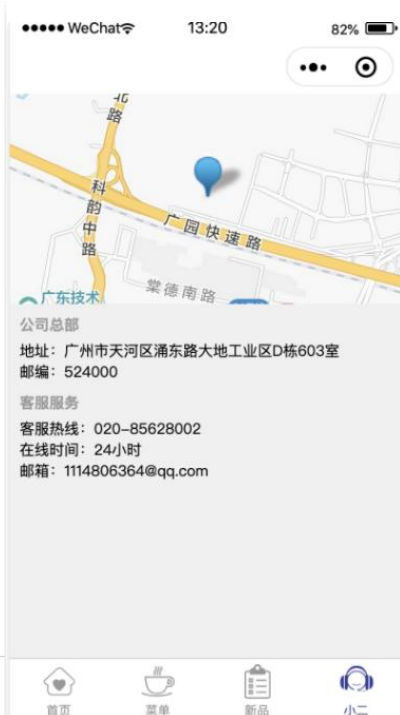 WeChat
13:20
82%
北
路
科
韵
中
路
广园快速路
棠德南路
广东技术
公司总部
地址：广州市天河区涌东路大地工业区D栋603室
邮编：524000
客服服务
客服热线：020-85628002
在线时间：24小时
邮箱：1114806364@qq.com
首页
菜单
新品
小二